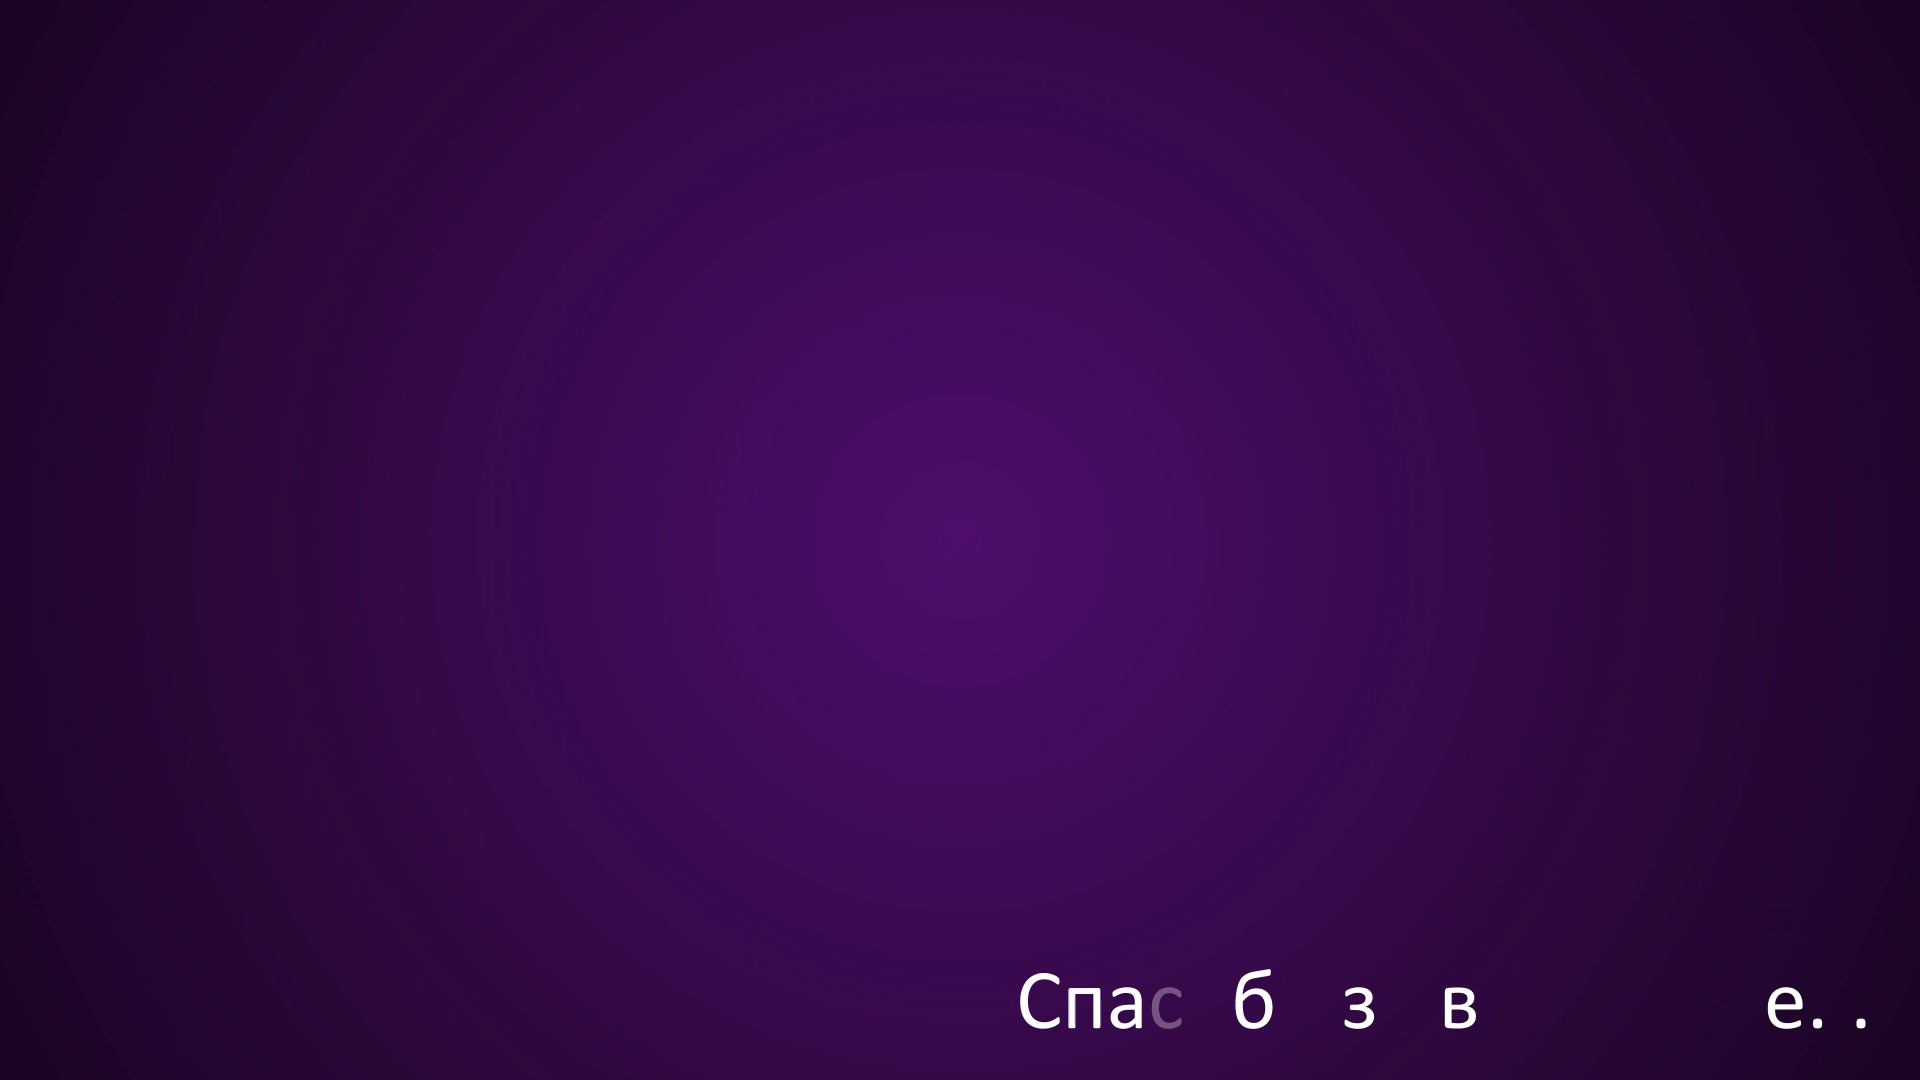 Спас б з в е. .